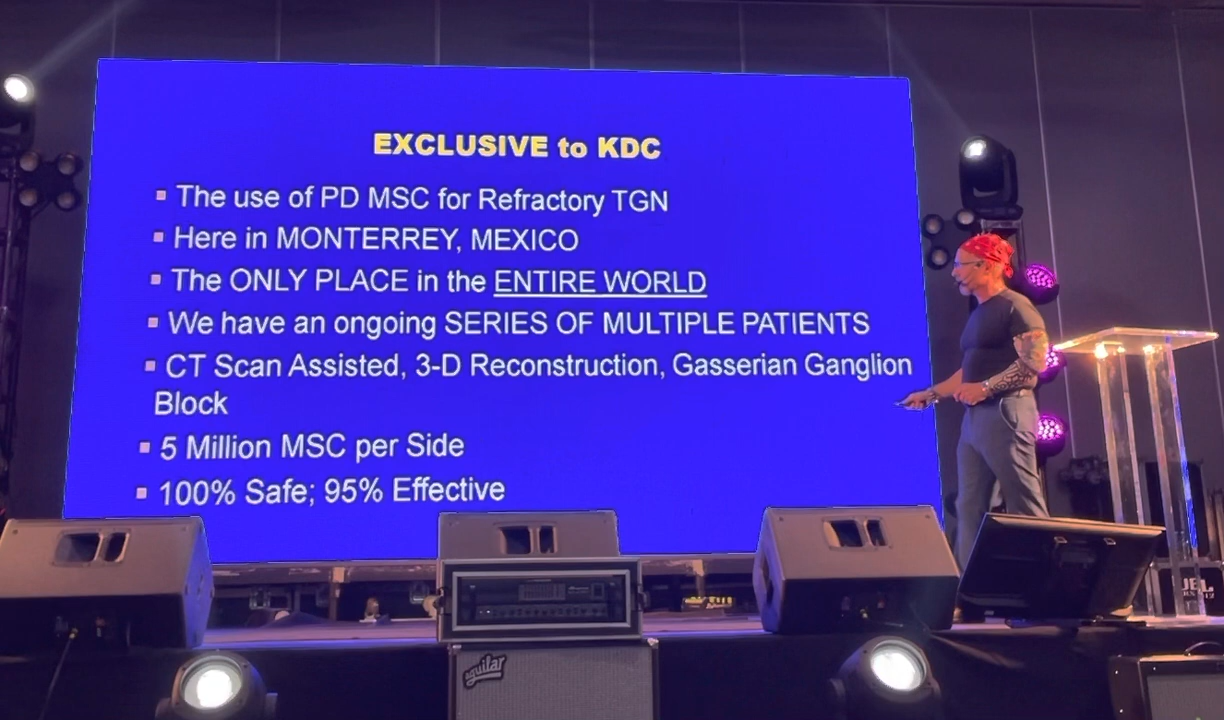 EXCLUSIVE to KDC
▪ The use of PD MSC for Refractory TGN
▪ Here in MONTERREY, MEXICO
▪ The ONLY PLACE in the ENTIRE WORLD
▪ We have an ongoing SERIES OF MULTIPLE PATIENTS
▪ CT Scan Assisted, 3-D Reconstruction, Gasserian Ganglion
Block
▪ 5 Million MSC per Side
▪ 100% Safe; 95% Effective
aguilar